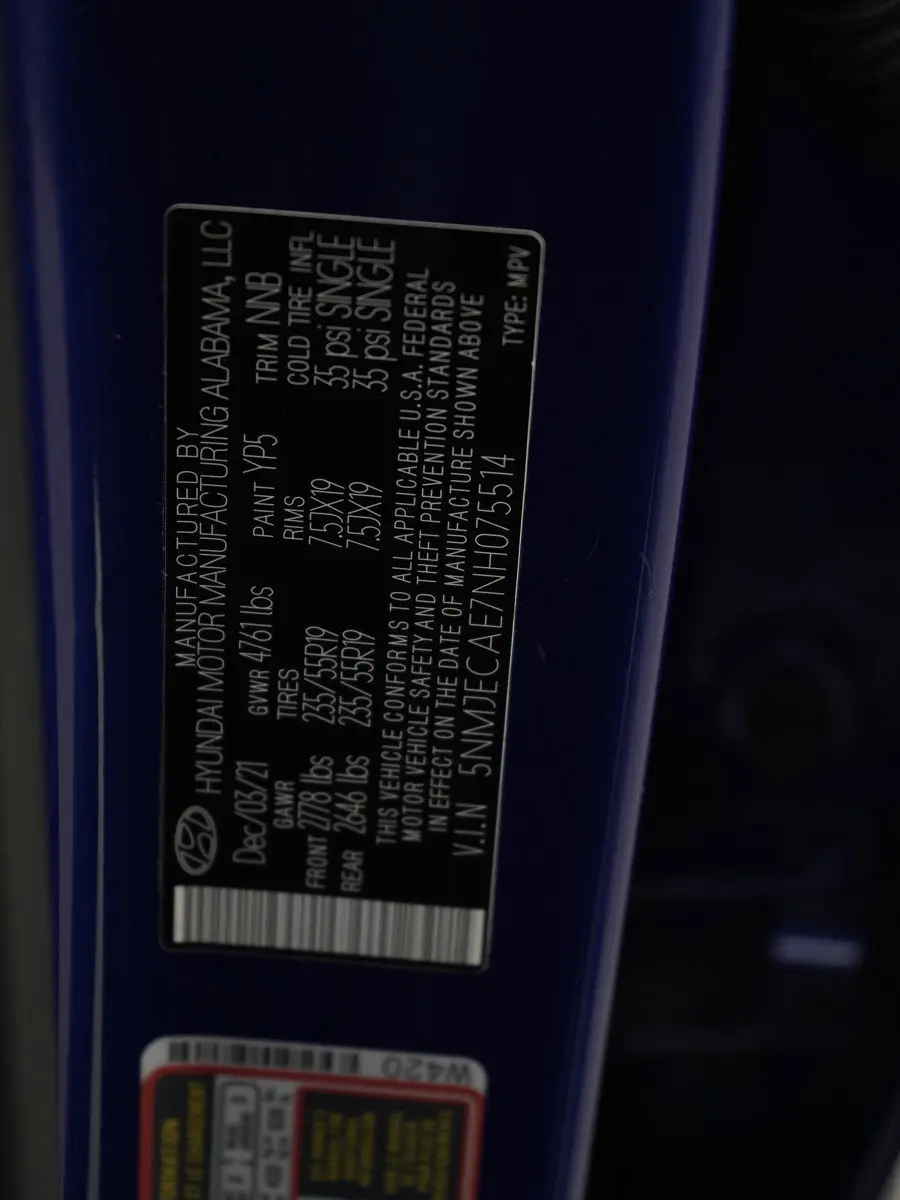 MANUFACTURED BY
HYUNDAI MOTOR MANUFACTURING ALABAMA, LLC
Dec/03/21 GVWR 4761 lbs PAINT YP5 TRIM NNB
GAWR TIRES RIMS COLD TIRE INFL
FRONT 2778 lbs 235/55R19 7.5JX19 35 psi SINGLE
REAR 2646 lbs 235/55R19 7.5JX19 35 psi SINGLE
THIS VEHICLE CONFORMS TO ALL APPLICABLE U.S.A. FEDERAL
MOTOR VEHICLE SAFETY AND THEFT PREVENTION STANDARDS
IN EFFECT ON THE DATE OF MANUFACTURE SHOWN ABOVE
V.I.N 5NMJECAE7NH075514
TYPE: MPV
W420